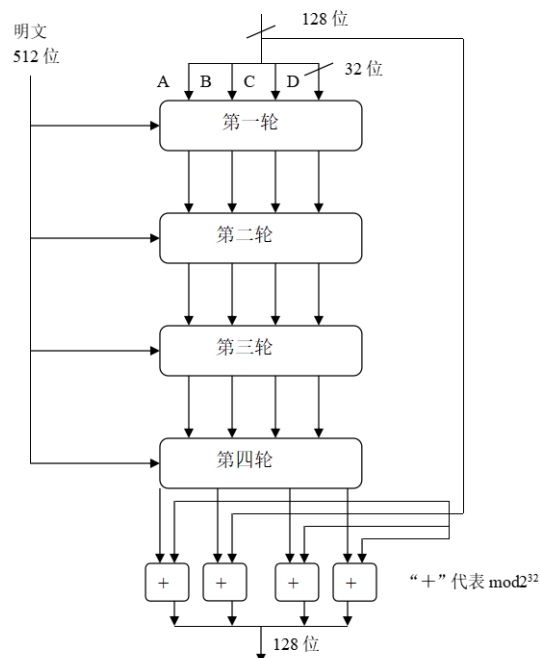 128 位
明文
512 位
A B C D 32 位
第一轮
第二轮
第三轮
第四轮
+ + + + “＋”代表 mod2³²
128 位